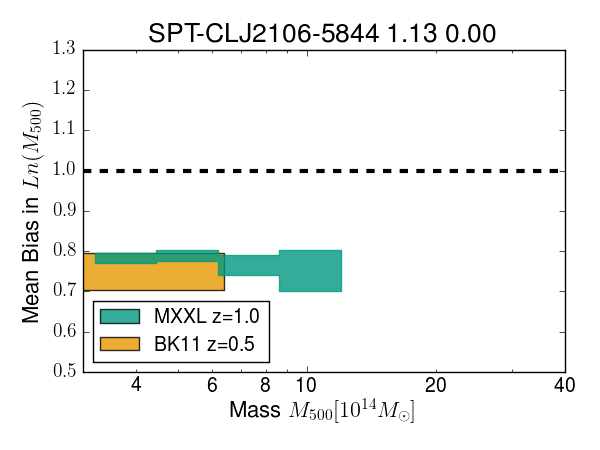 SPT-CLJ2106-5844 1.13 0.00
Mean Bias in Ln(M500)
1.3
1.2
1.1
1.0
0.9
0.8
0.7
0.6
0.5
MXXL z=1.0
BK11 z=0.5
4 6 8 10 20 40
Mass M500[10^14 M⊙]